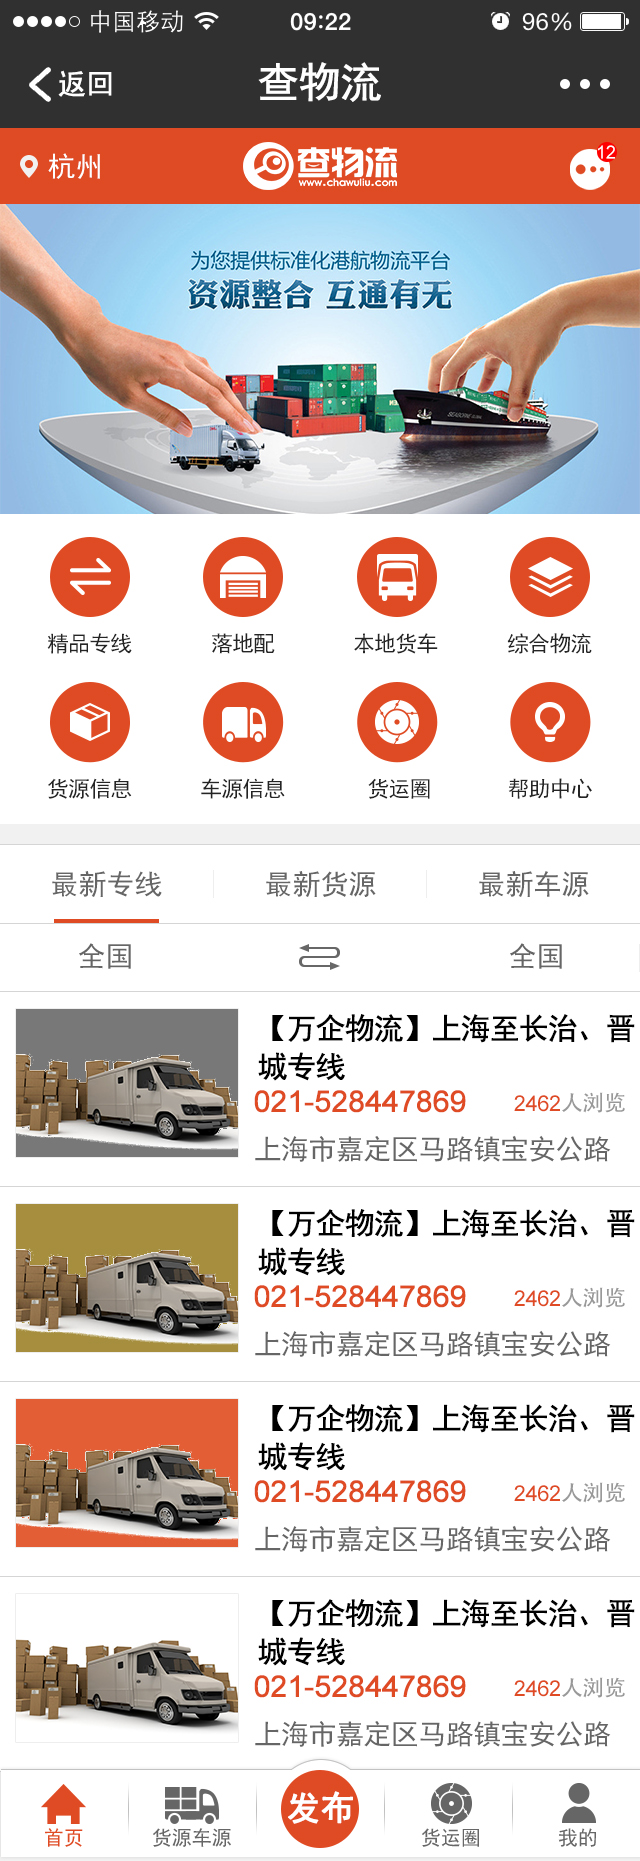 中国移动 09:22 96%
返回 查物流
杭州 查物流 12
www.chawuliu.com
为您提供标准化港航物流平台
资源整合 互通有无
精品专线 落地配 本地货车 综合物流
货源信息 车源信息 货运圈 帮助中心
最新专线 最新货源 最新车源
全国 全国
【万企物流】上海至长治、晋
城专线
021-528447869 2462人浏览
上海市嘉定区马路镇宝安公路
【万企物流】上海至长治、晋
城专线
021-528447869 2462人浏览
上海市嘉定区马路镇宝安公路
【万企物流】上海至长治、晋
城专线
021-528447869 2462人浏览
上海市嘉定区马路镇宝安公路
【万企物流】上海至长治、晋
城专线
021-528447869 2462人浏览
上海市嘉定区马路镇宝安公路
首页 货源车源 发布 货运圈 我的